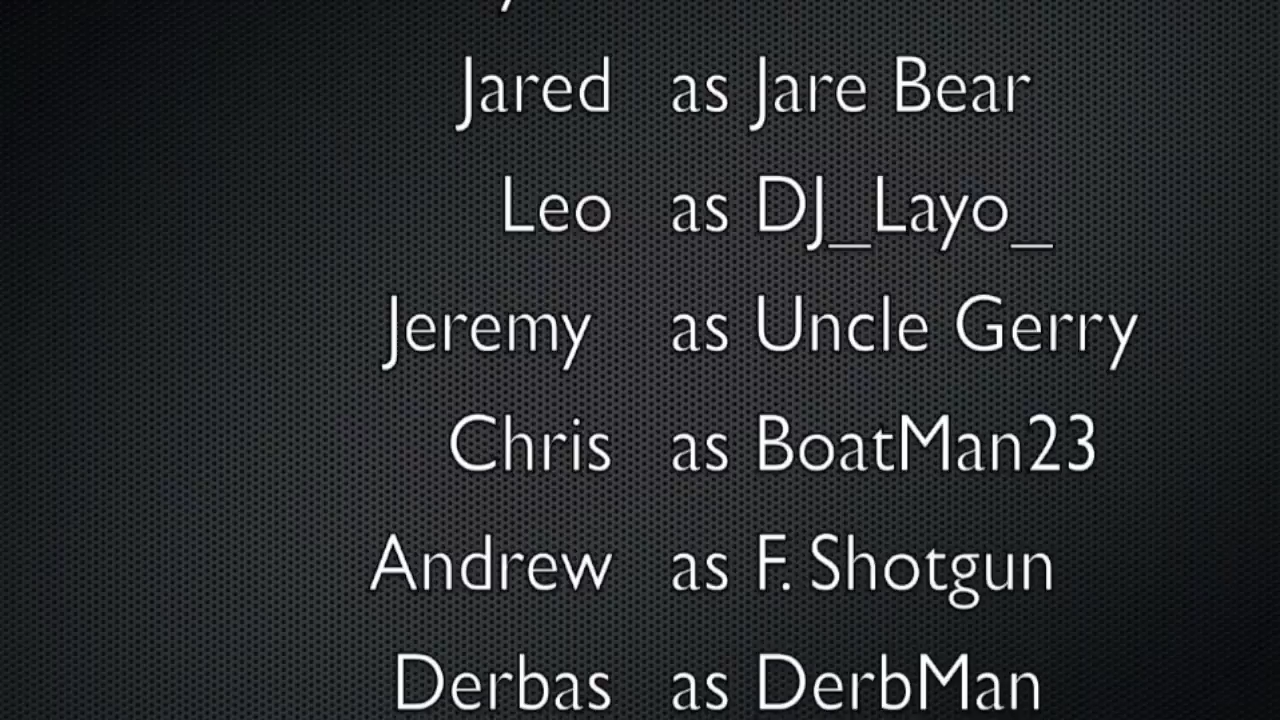 Jared as Jare Bear
Leo as DJ_Layo_
Jeremy as Uncle Gerry
Chris as BoatMan23
Andrew as F. Shotgun
Derbas as DerbMan